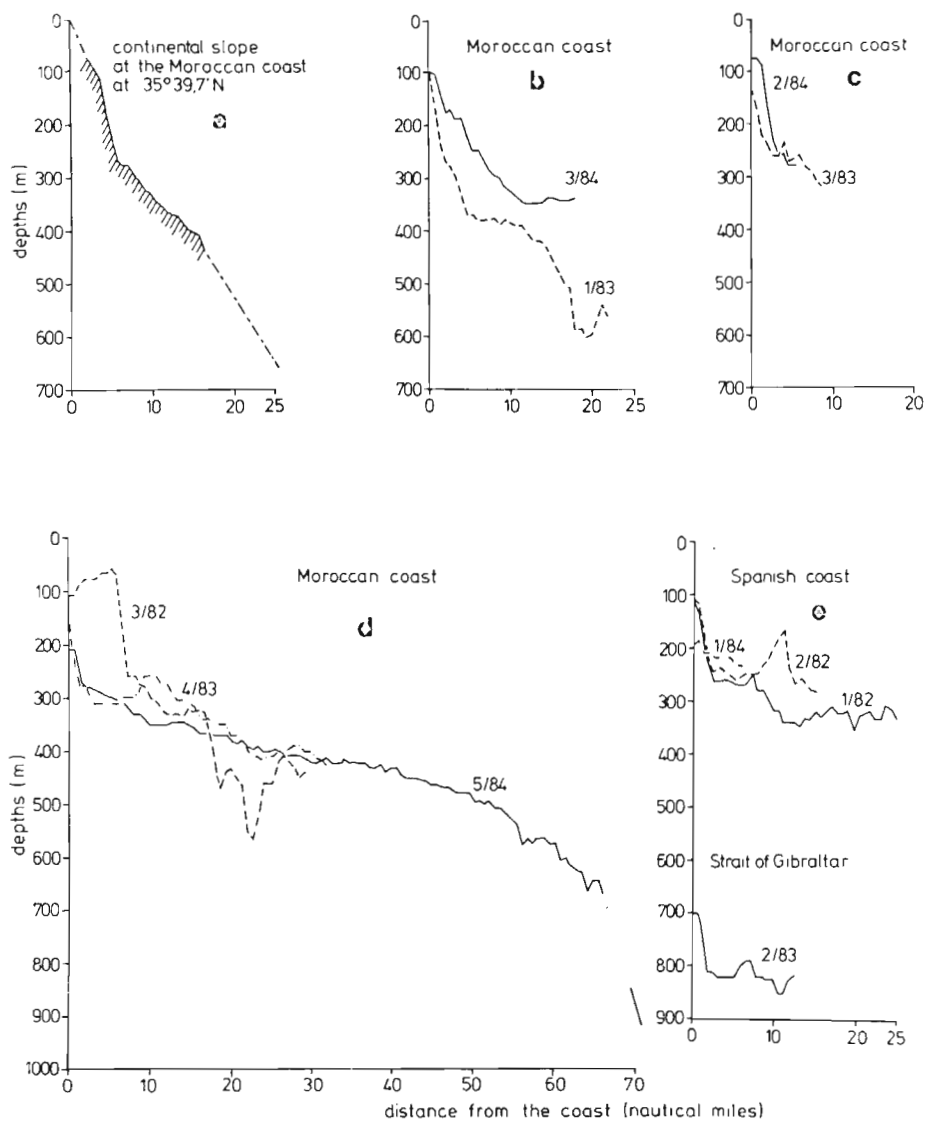 continental slope
at the Moroccan coast
at 35°39,7'N
a
0
100
200
300
400
500
600
700
depths (m)
0 10 20 25
Moroccan coast
b
0
100
200
300
400
500
600
700
3/84
1/83
0 10 20 25
Moroccan coast
c
0
100
200
300
400
500
600
700
2/84
3/83
0 10 20
Moroccan coast
d
0
100
200
300
400
500
600
700
800
900
1000
depths (m)
3/82
4/83
5/84
0 10 20 30 40 50 60 70
distance from the coast (nautical miles)
Spanish coast
e
0
100
200
300
400
500
600
700
800
900
1/84
2/82
1/82
Strait of Gibraltar
2/83
0 10 20 25